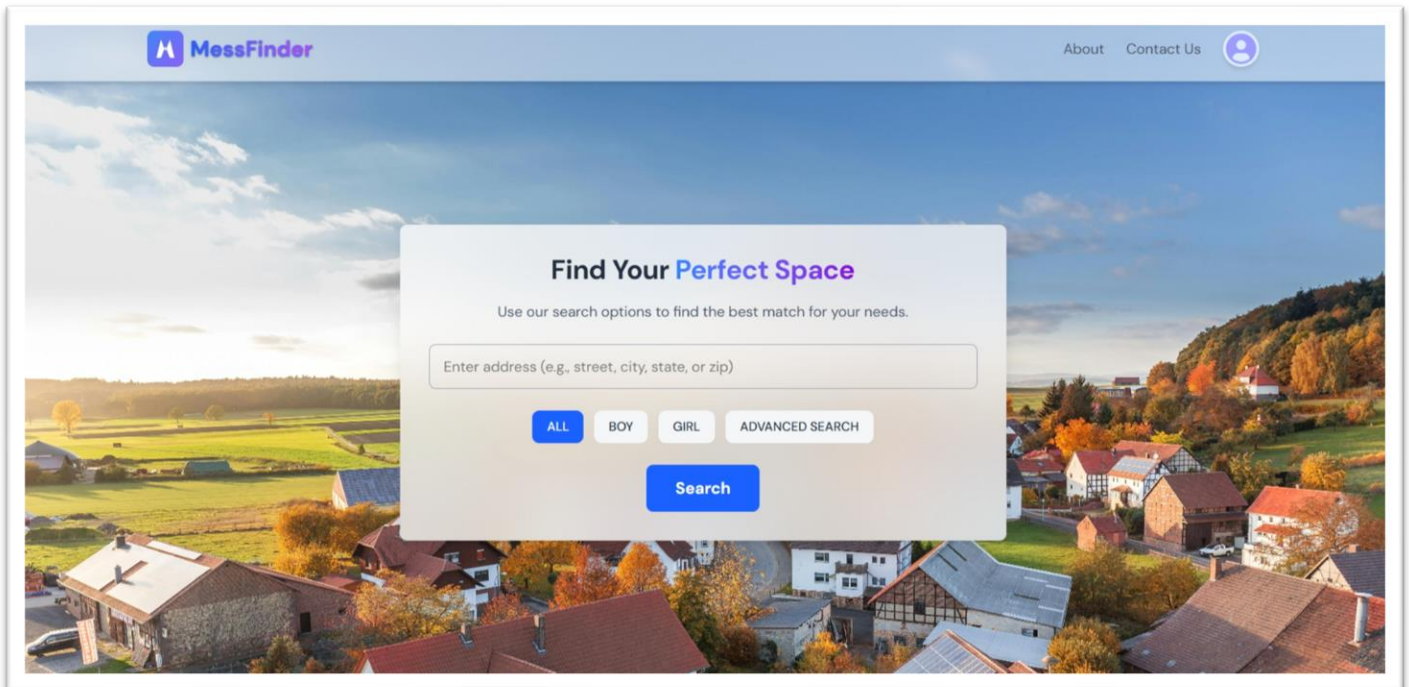 MessFinder
About Contact Us
Find Your Perfect Space
Use our search options to find the best match for your needs.
Enter address (e.g., street, city, state, or zip)
ALL BOY GIRL ADVANCED SEARCH
Search